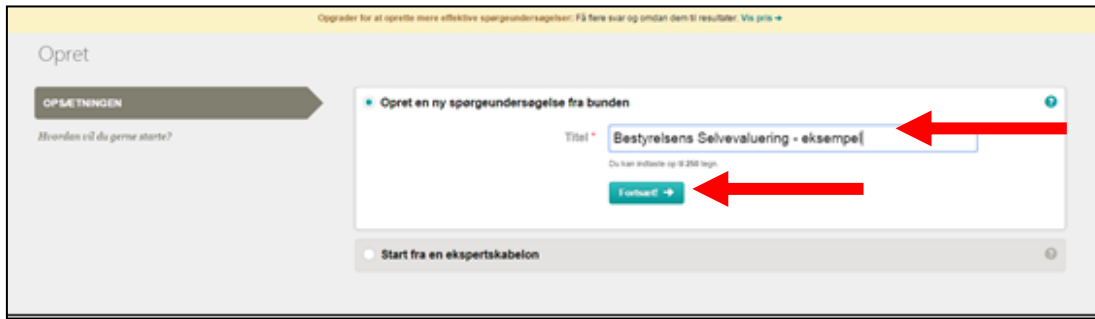 Opgrader for at oprette mere effektive spørgeundersøgelser: Få flere svar og omdan dem til resultater. Vis pris →
Opret
OPSÆTNINGEN
Hvordan vil du gerne starte?
Opret en ny spørgeundersøgelse fra bunden
Titel *
Bestyrelsens Selvevaluering - eksempel
Du kan indtaste op til 250 tegn.
Fortsæt! →
Start fra en ekspertskabelon